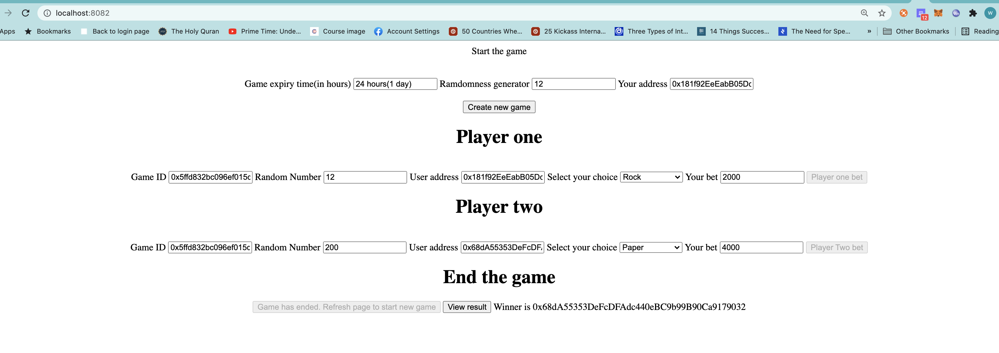 localhost:8082
12
W
Apps Bookmarks Back to login page The Holy Quran Prime Time: Unde... Course image Account Settings 50 Countries Whe... 25 Kickass Interna... Three Types of Int... BI 14 Things Succes... The Need for Spe... » Other Bookmarks Reading
Start the game
Game expiry time(in hours) 24 hours(1 day) Ramdomness generator 12 Your address 0x181f92EeEabB05Dc
Create new game
Player one
Game ID 0x5ffd832bc096ef015c Random Number 12 User address 0x181f92EeEabB05Dc Select your choice Rock Your bet 2000 Player one bet
Player two
Game ID 0x5ffd832bc096ef015c Random Number 200 User address 0x68dA55353DeFcDFA Select your choice Paper Your bet 4000 Player Two bet
End the game
Game has ended. Refresh page to start new game View result Winner is 0x68dA55353DeFcDFAdc440eBC9b99B90Ca9179032